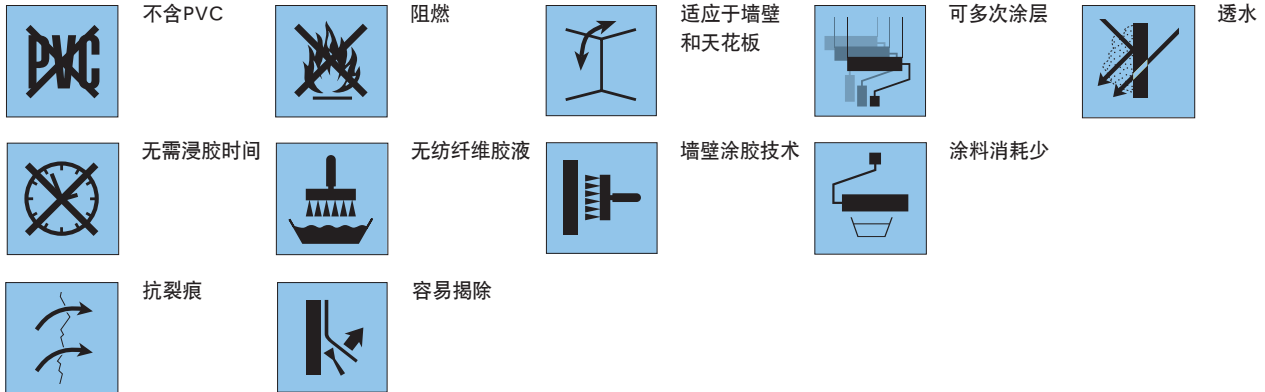 PVC
不含PVC
阻燃
适应于墙壁
和天花板
可多次涂层
透水
无需浸胶时间
无纺纤维胶液
墙壁涂胶技术
涂料消耗少
抗裂痕
容易揭除